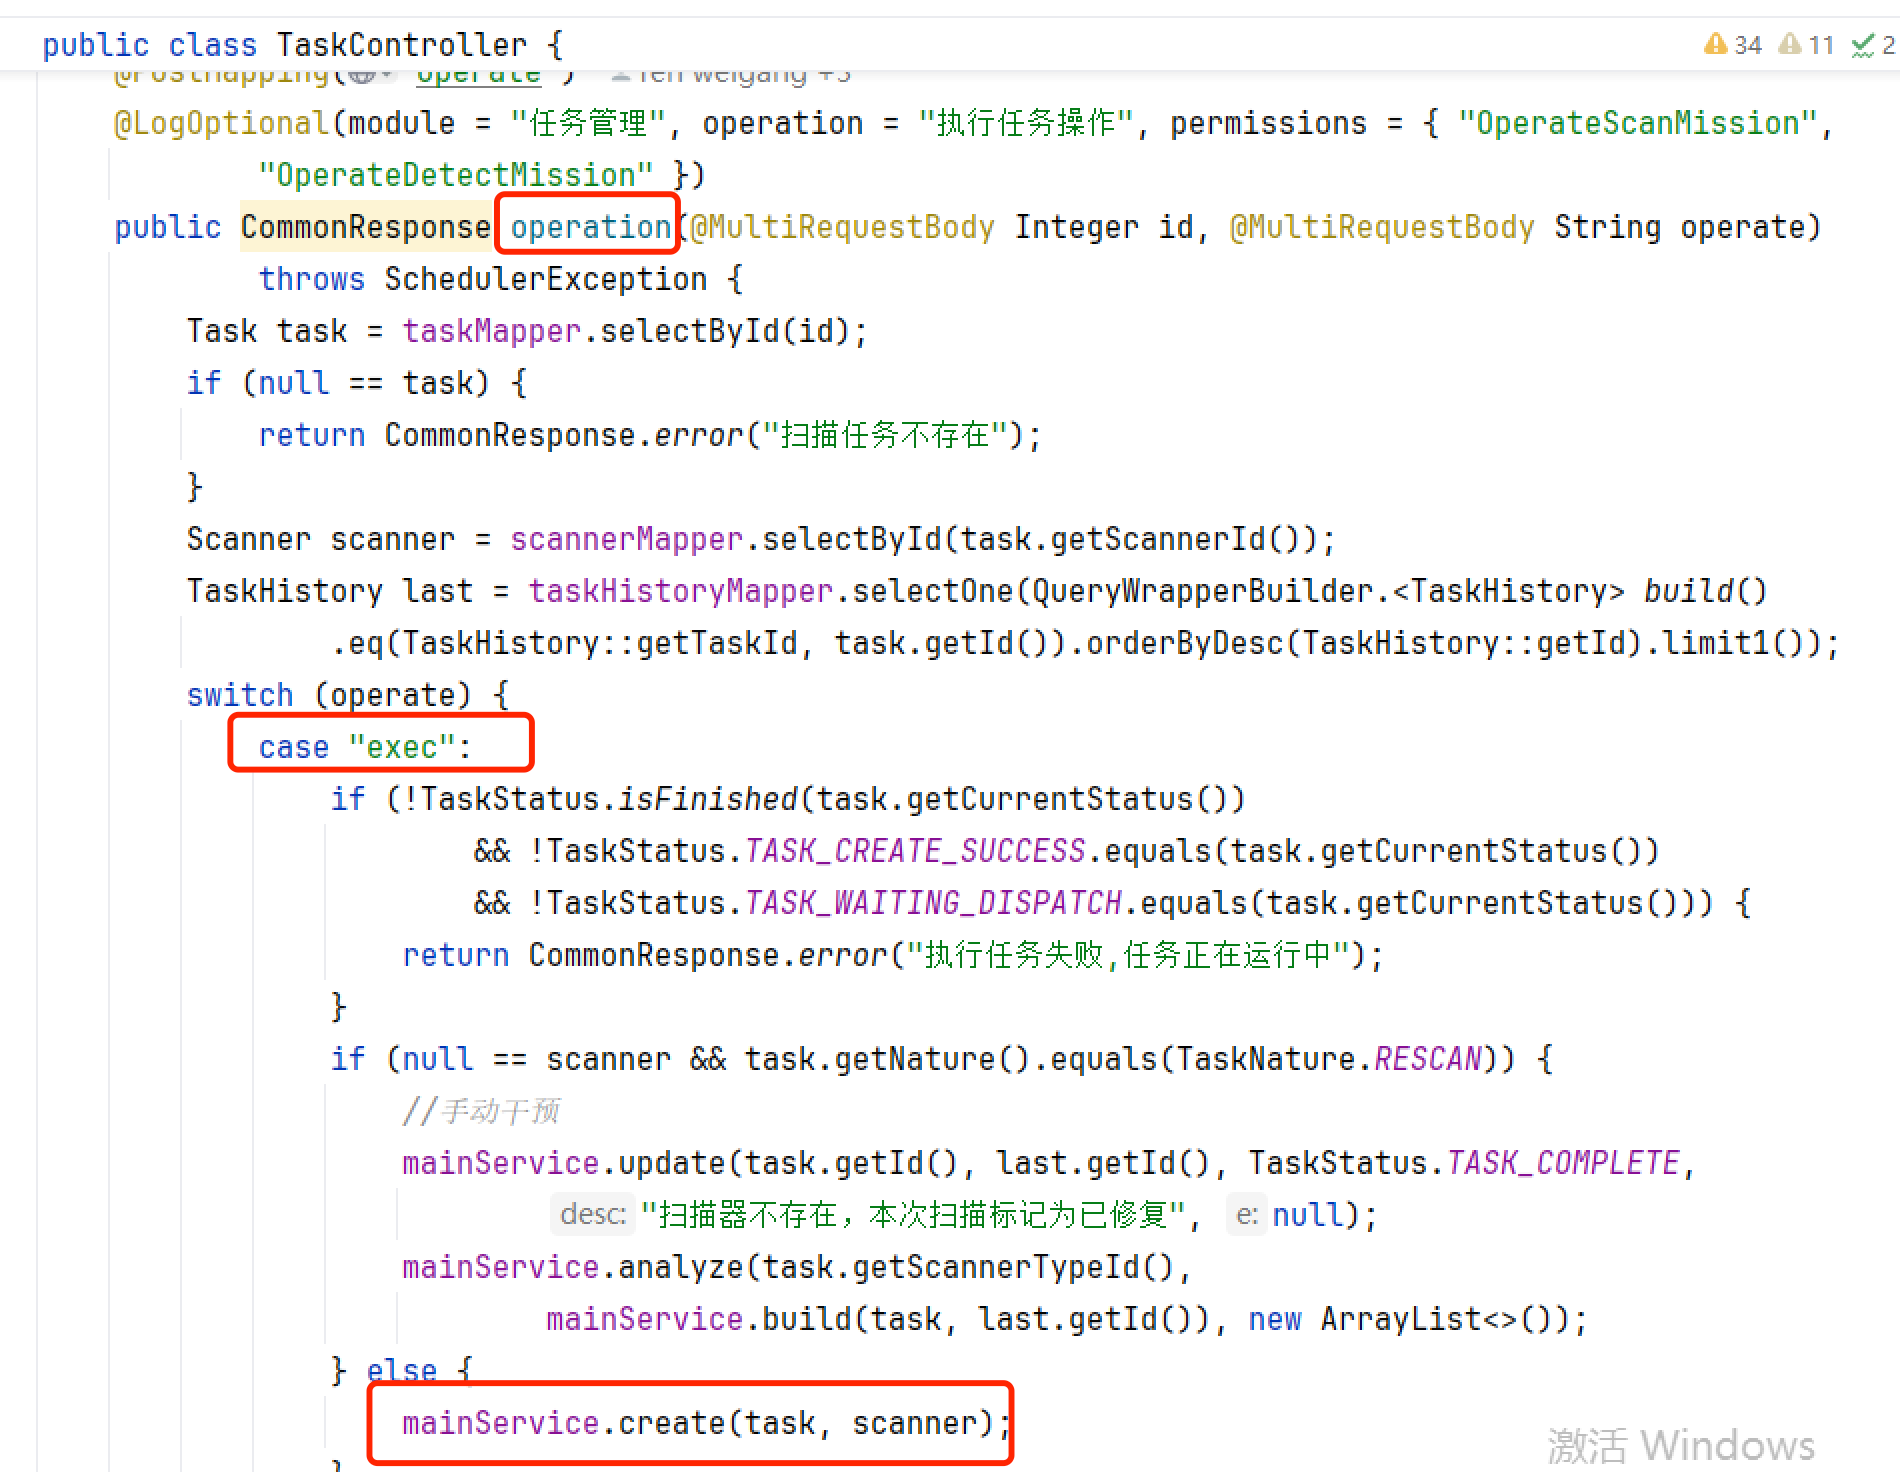 public class TaskController {
34 11 2
@PostMapping("operate") ren weigang +3
@LogOptional(module = "任务管理", operation = "执行任务操作", permissions = { "OperateScanMission",
"OperateDetectMission" })
public CommonResponse operation(@MultiRequestBody Integer id, @MultiRequestBody String operate)
throws SchedulerException {
Task task = taskMapper.selectById(id);
if (null == task) {
return CommonResponse.error("扫描任务不存在");
}
Scanner scanner = scannerMapper.selectById(task.getScannerId());
TaskHistory last = taskHistoryMapper.selectOne(QueryWrapperBuilder.<TaskHistory> build()
.eq(TaskHistory::getTaskId, task.getId()).orderByDesc(TaskHistory::getId).limit1());
switch (operate) {
case "exec":
if (!TaskStatus.isFinished(task.getCurrentStatus())
&& !TaskStatus.TASK_CREATE_SUCCESS.equals(task.getCurrentStatus())
&& !TaskStatus.TASK_WAITING_DISPATCH.equals(task.getCurrentStatus())) {
return CommonResponse.error("执行任务失败,任务正在运行中");
}
if (null == scanner && task.getNature().equals(TaskNature.RESCAN)) {
//手动干预
mainService.update(task.getId(), last.getId(), TaskStatus.TASK_COMPLETE,
desc: "扫描器不存在，本次扫描标记为已修复", e: null);
mainService.analyze(task.getScannerTypeId(),
mainService.build(task, last.getId()), new ArrayList<>());
} else {
mainService.create(task, scanner);
}
激活 Windows